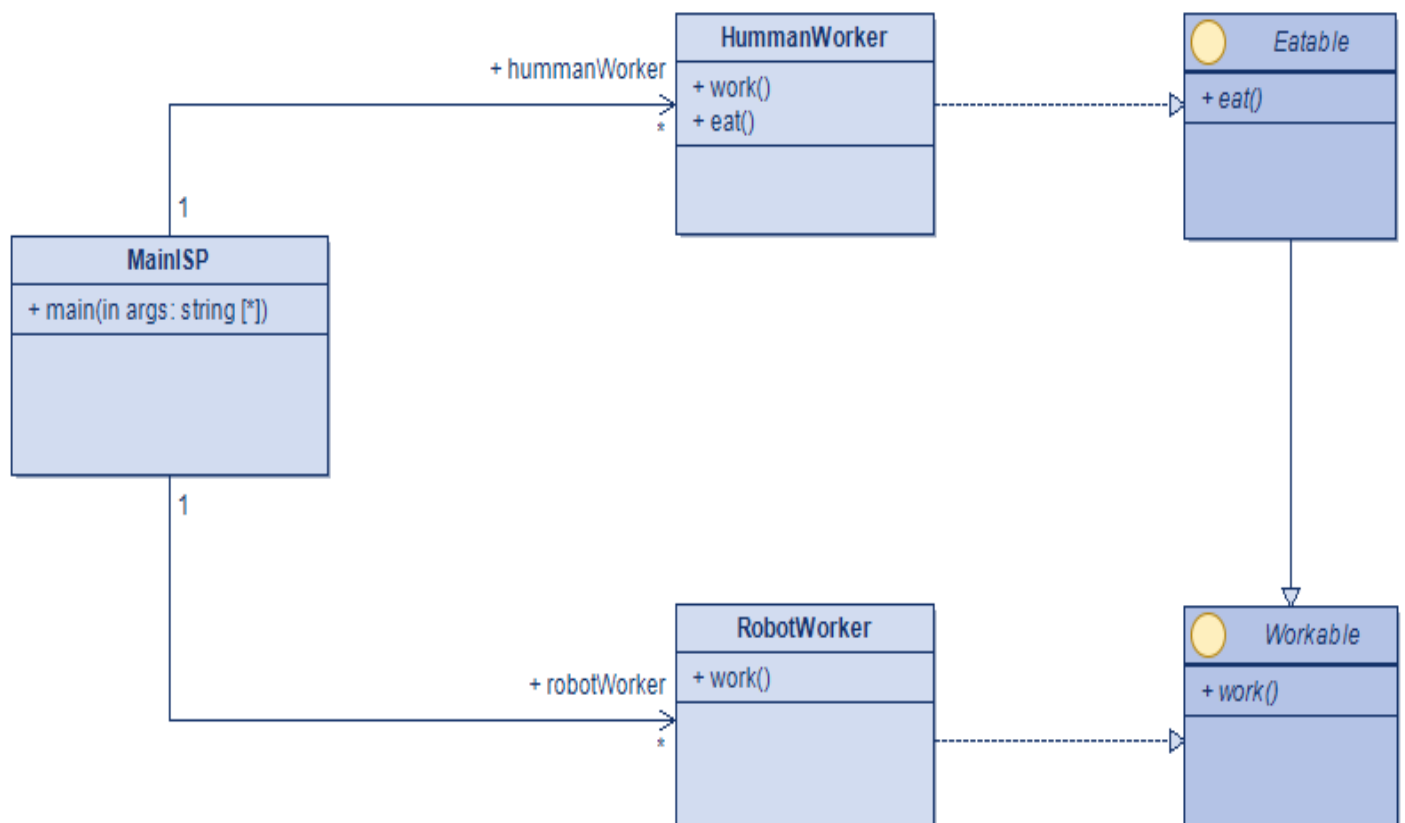 HummanWorker
+ work()
+ eat()
Eatable
+ eat()
+ hummanWorker
*
1
MainISP
+ main(in args: string [*])
1
+ robotWorker
*
RobotWorker
+ work()
Workable
+ work()